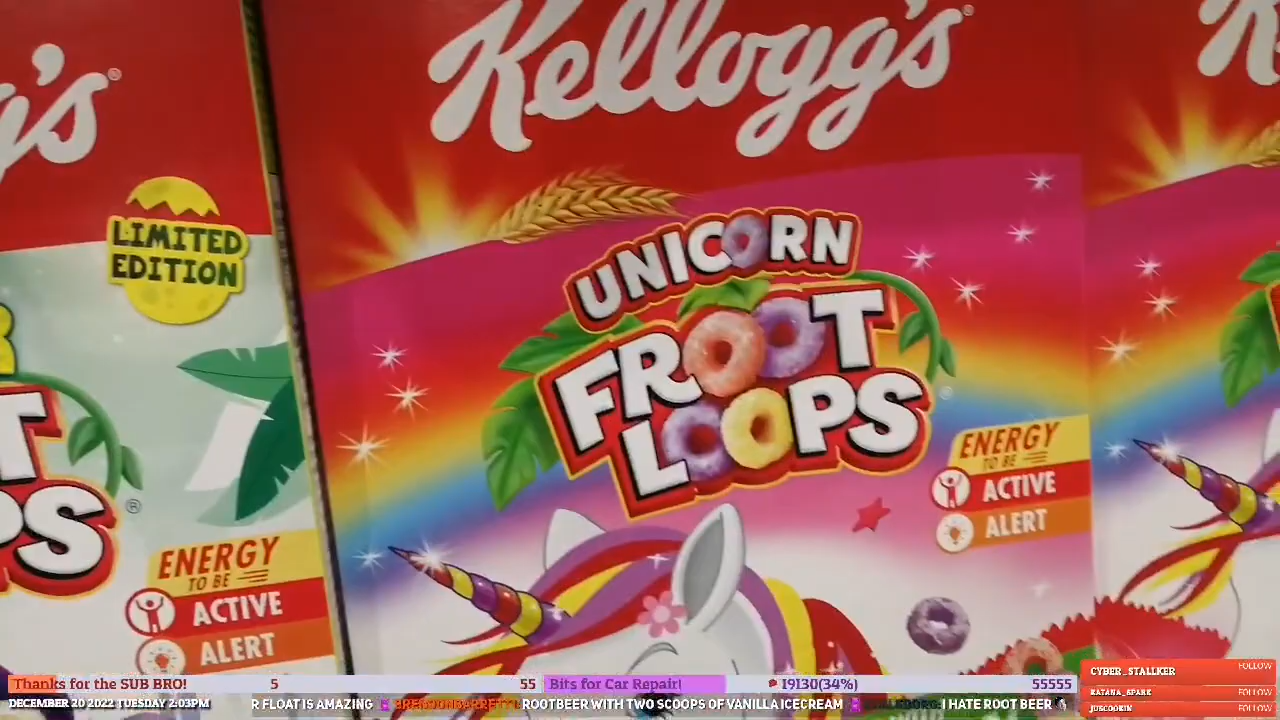 Kellogg's®
g's®
K
LIMITED
EDITION
UNICORN
FROOT
LOOPS
®
T
PS
®
ENERGY
TO BE
ACTIVE
ALERT
ENERGY
TO BE
ACTIVE
ALERT
Thanks for the SUB BRO! 5 55
Bits for Car Repair! 19130(34%) 55555
DECEMBER 20 2022 TUESDAY 2:03PM
R FLOAT IS AMAZING ROOTBEER WITH TWO SCOOPS OF VANILLA ICECREAM I HATE ROOT BEER
CYBER_STALLKER FOLLOW
KATANA_SPARK FOLLOW
JUSCOOKIN FOLLOW